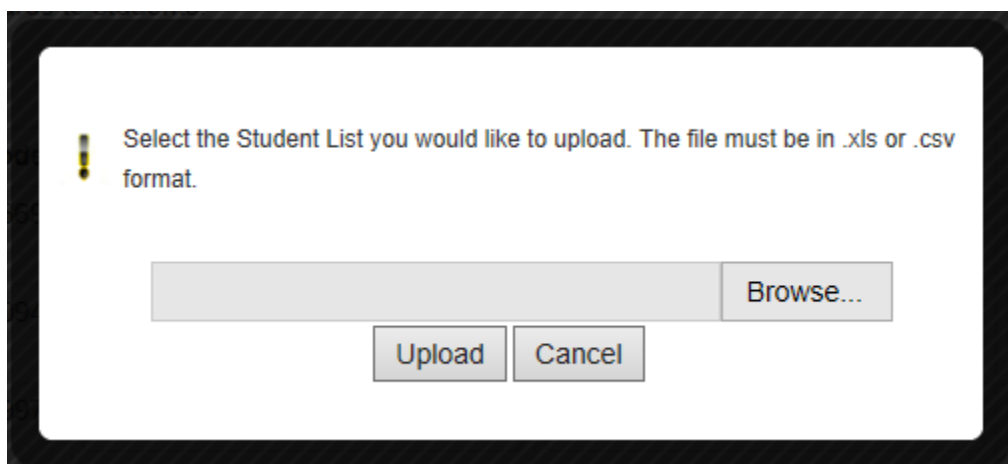 Select the Student List you would like to upload. The file must be in .xls or .csv
format.
Browse...
Upload Cancel